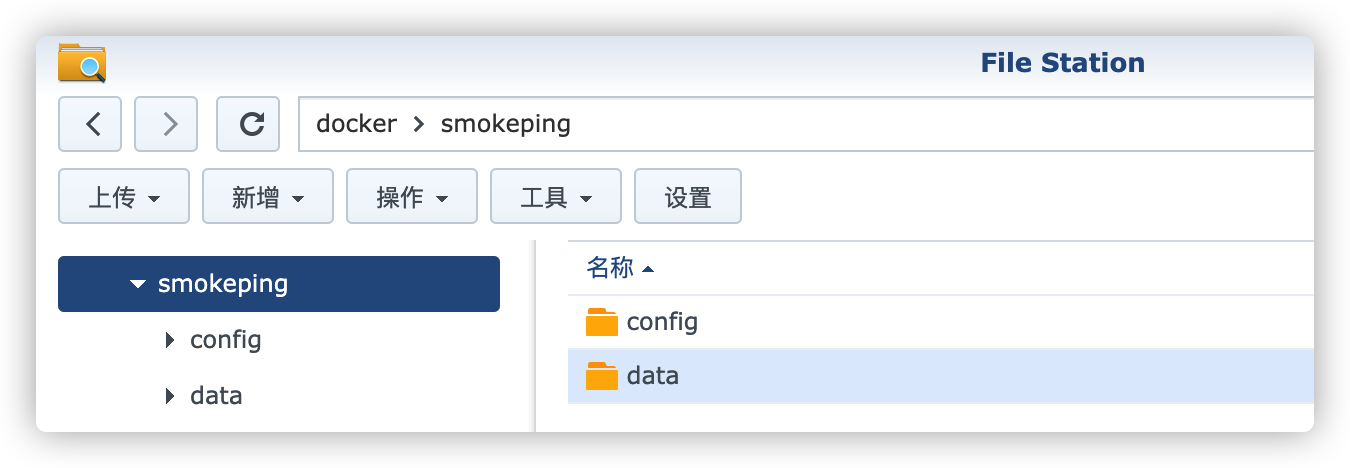 File Station
docker > smokeping
上传 新增 操作 工具 设置
smokeping
config
data
名称
config
data